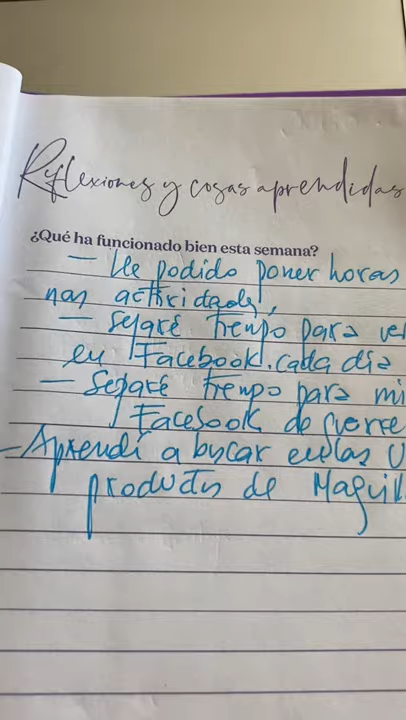 Reflexiones y cosas aprendidas
¿Qué ha funcionado bien esta semana?
- He podido poner horas
nas actividades,
- separé tiempo para ve
en Facebook. cada día
- Separé tiempo para mi
Facebook de
- Aprendí a buscar en las U
productos de Maquil